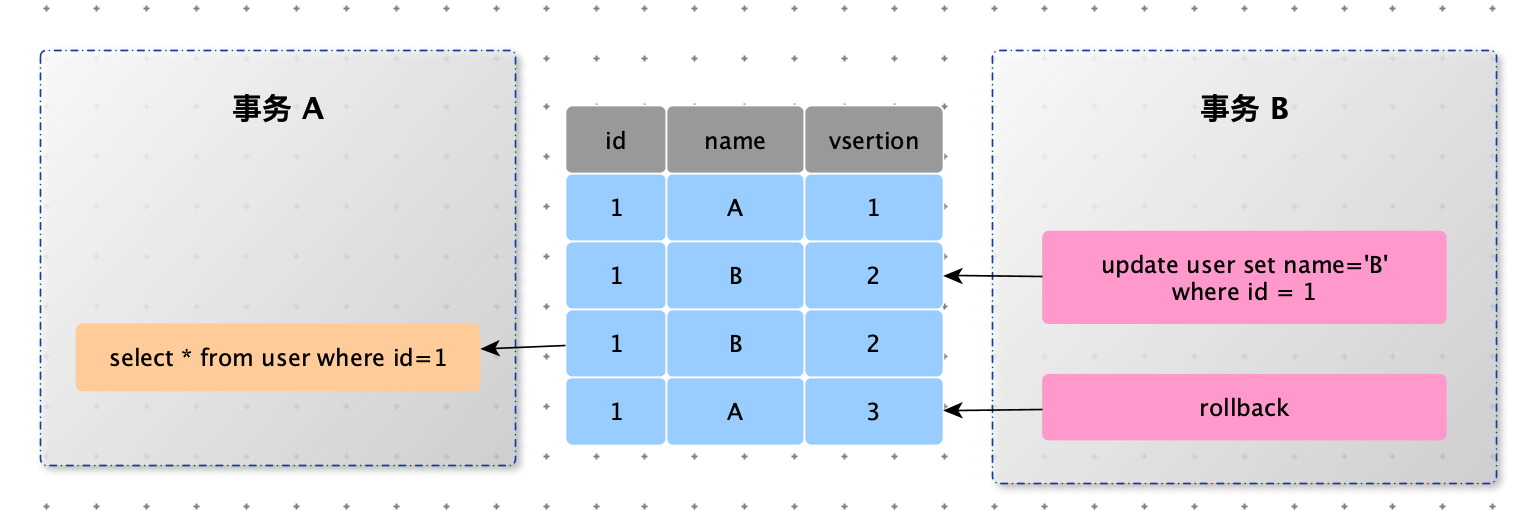 事务 A
事务 B
id name vsertion
1 A 1
1 B 2
1 B 2
1 A 3
select * from user where id=1
update user set name='B'
where id = 1
rollback